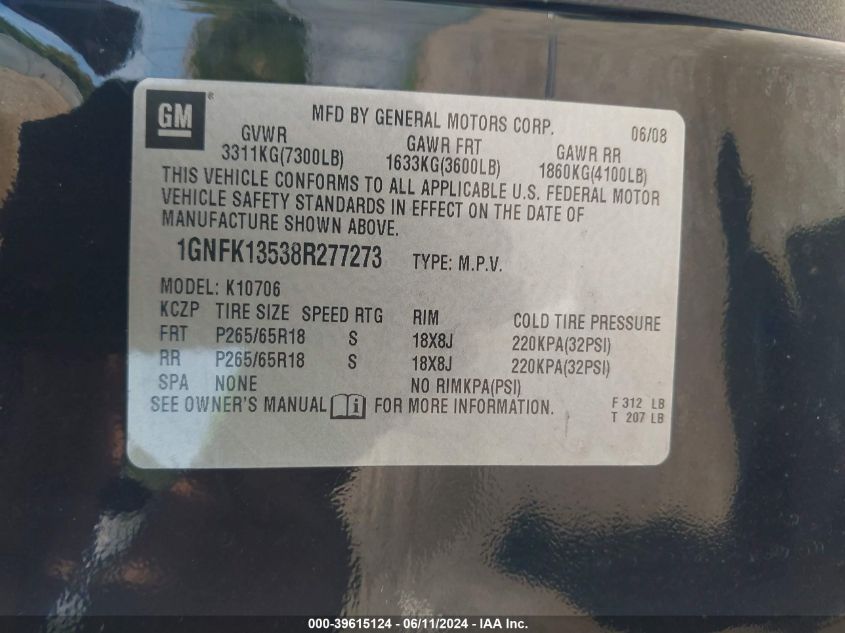 GM ® MFD BY GENERAL MOTORS CORP. 06/08
GVWR GAWR FRT GAWR RR
3311KG(7300LB) 1633KG(3600LB) 1860KG(4100LB)
THIS VEHICLE CONFORMS TO ALL APPLICABLE U.S. FEDERAL MOTOR
VEHICLE SAFETY STANDARDS IN EFFECT ON THE DATE OF
MANUFACTURE SHOWN ABOVE.
1GNFK13538R277273 TYPE: M.P.V.
MODEL: K10706
KCZP TIRE SIZE SPEED RTG RIM COLD TIRE PRESSURE
FRT P265/65R18 S 18X8J 220KPA(32PSI)
RR P265/65R18 S 18X8J 220KPA(32PSI)
SPA NONE NO RIMKPA(PSI)
SEE OWNER'S MANUAL i FOR MORE INFORMATION. F 312 LB
T 207 LB
000-39615124 - 06/11/2024 - IAA Inc.